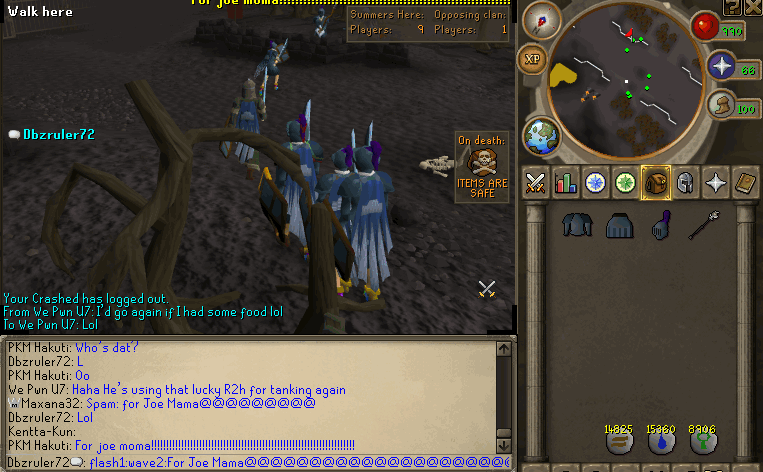 For joe moma!!!!!!!!!!!!!!!!!!!!!!!!!!!!!!!!!!!!!!!!
Walk here
Summers Here: Opposing clan:
Players: 9 Players: 1
990
XP
66
Dbzruler72
100
On death:
ITEMS ARE SAFE
Your Crashed has logged out.
From We Pwn U7: I'd go again if I had some food lol
To We Pwn U7: Lol
PKM Hakuti: Who's dat?
Dbzruler72: L
PKM Hakuti: Oo
We Pwn U7: Haha He's using that lucky R2h for tanking again
Maxana32: Spam: for Joe Mama@@@@@@@@@
Dbzruler72: Lol
Kentta-Kun:
PKM Hakuti: For joe moma!!!!!!!!!!!!!!!!!!!!!!!!!!!!!!!!!!!!!!!!!!!!!!!!!!!!!!!!!!!!
Dbzruler72: flash1:wave2:For Joe Mama@@@@@@@@@@@@@@@@@@@@
14825 15360 8906